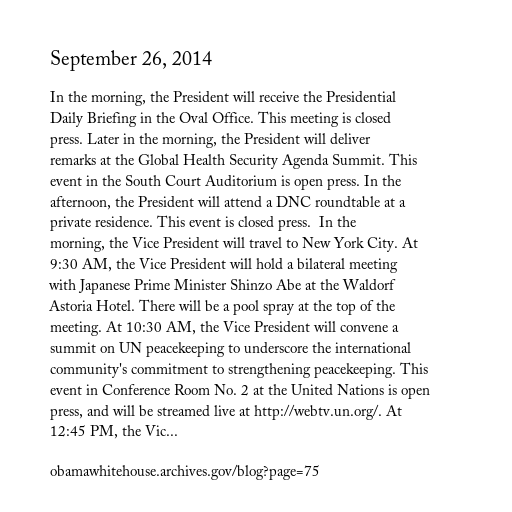 September 26, 2014
In the morning, the President will receive the Presidential
Daily Briefing in the Oval Office. This meeting is closed
press. Later in the morning, the President will deliver
remarks at the Global Health Security Agenda Summit. This
event in the South Court Auditorium is open press. In the
afternoon, the President will attend a DNC roundtable at a
private residence. This event is closed press.  In the
morning, the Vice President will travel to New York City. At
9:30 AM, the Vice President will hold a bilateral meeting
with Japanese Prime Minister Shinzo Abe at the Waldorf
Astoria Hotel. There will be a pool spray at the top of the
meeting. At 10:30 AM, the Vice President will convene a
summit on UN peacekeeping to underscore the international
community's commitment to strengthening peacekeeping. This
event in Conference Room No. 2 at the United Nations is open
press, and will be streamed live at http://webtv.un.org/. At
12:45 PM, the Vic...
obamawhitehouse.archives.gov/blog?page=75